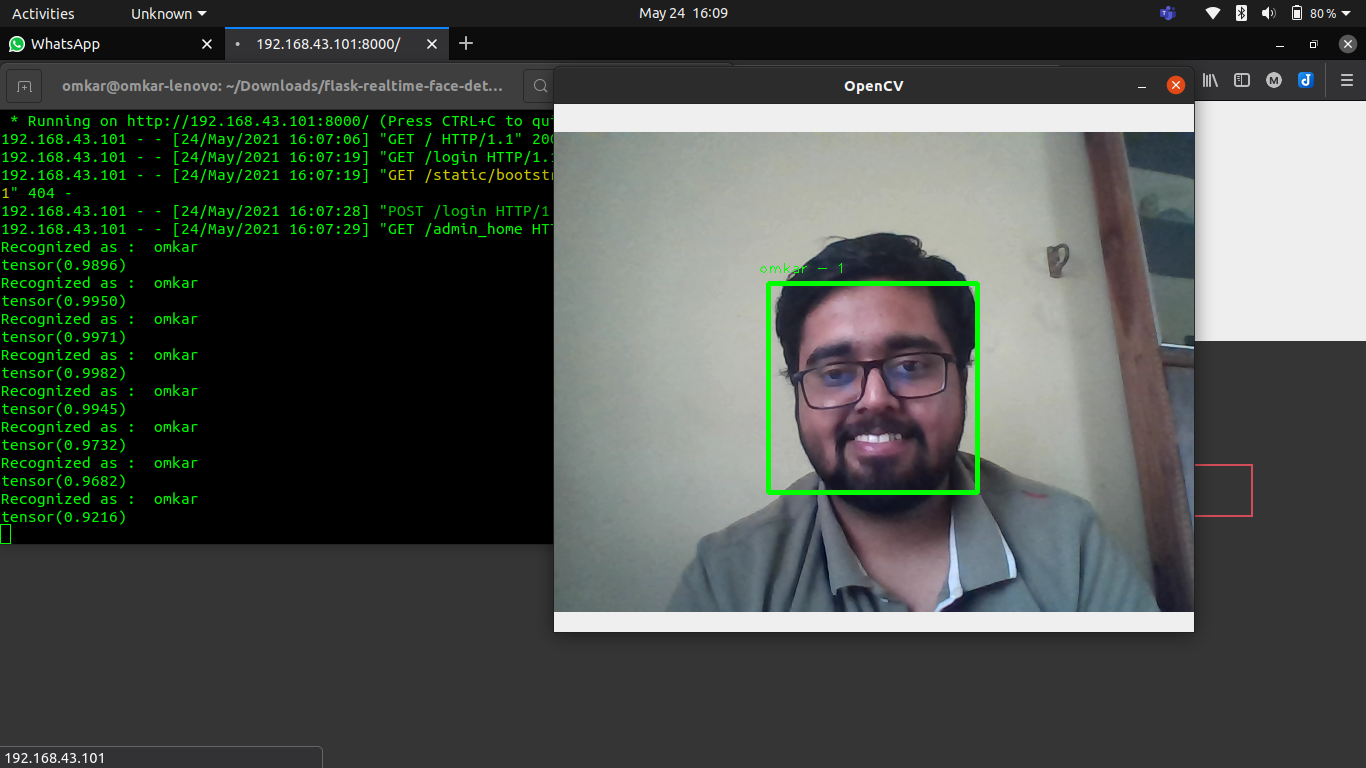 Activities
Unknown
May 24 16:09
80 %
WhatsApp
192.168.43.101:8000/
omkar@omkar-lenovo: ~/Downloads/flask-realtime-face-det...
OpenCV
* Running on http://192.168.43.101:8000/ (Press CTRL+C to qui
192.168.43.101 - - [24/May/2021 16:07:06] "GET / HTTP/1.1" 200
192.168.43.101 - - [24/May/2021 16:07:19] "GET /login HTTP/1.1
192.168.43.101 - - [24/May/2021 16:07:19] "GET /static/bootstr
1" 404 -
192.168.43.101 - - [24/May/2021 16:07:28] "POST /login HTTP/1.
192.168.43.101 - - [24/May/2021 16:07:29] "GET /admin_home HTT
Recognized as :  omkar
tensor(0.9896)
Recognized as :  omkar
tensor(0.9950)
Recognized as :  omkar
tensor(0.9971)
Recognized as :  omkar
tensor(0.9982)
Recognized as :  omkar
tensor(0.9945)
Recognized as :  omkar
tensor(0.9732)
Recognized as :  omkar
tensor(0.9682)
Recognized as :  omkar
tensor(0.9216)
omkar - 1
192.168.43.101